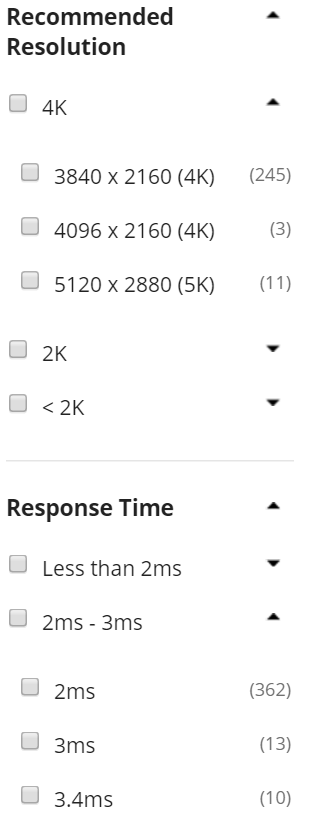 Recommended
Resolution
4K
3840 x 2160 (4K) (245)
4096 x 2160 (4K) (3)
5120 x 2880 (5K) (11)
2K
< 2K
Response Time
Less than 2ms
2ms - 3ms
2ms (362)
3ms (13)
3.4ms (10)